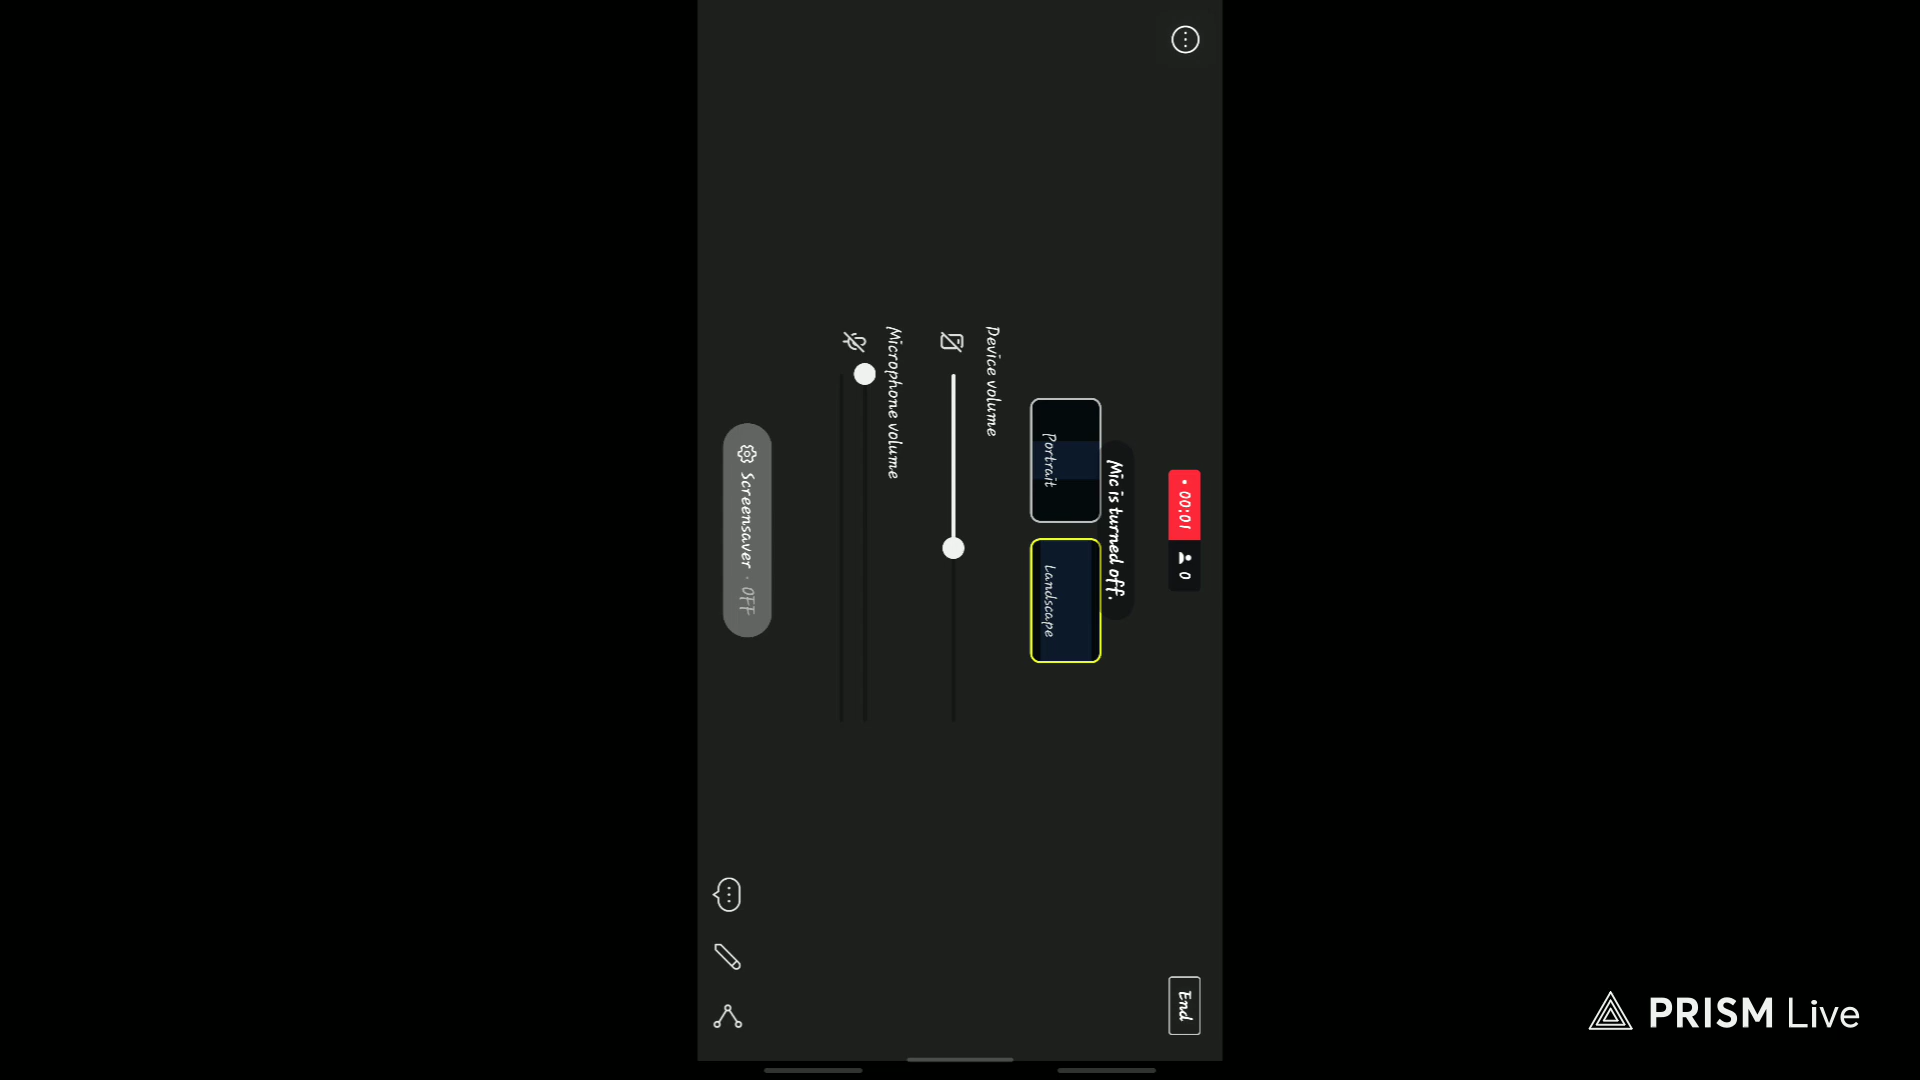 • 00:01 0
End
Mic is turned off.
Portrait
Landscape
Device volume
Microphone volume
Screensaver · OFF
PRISM Live